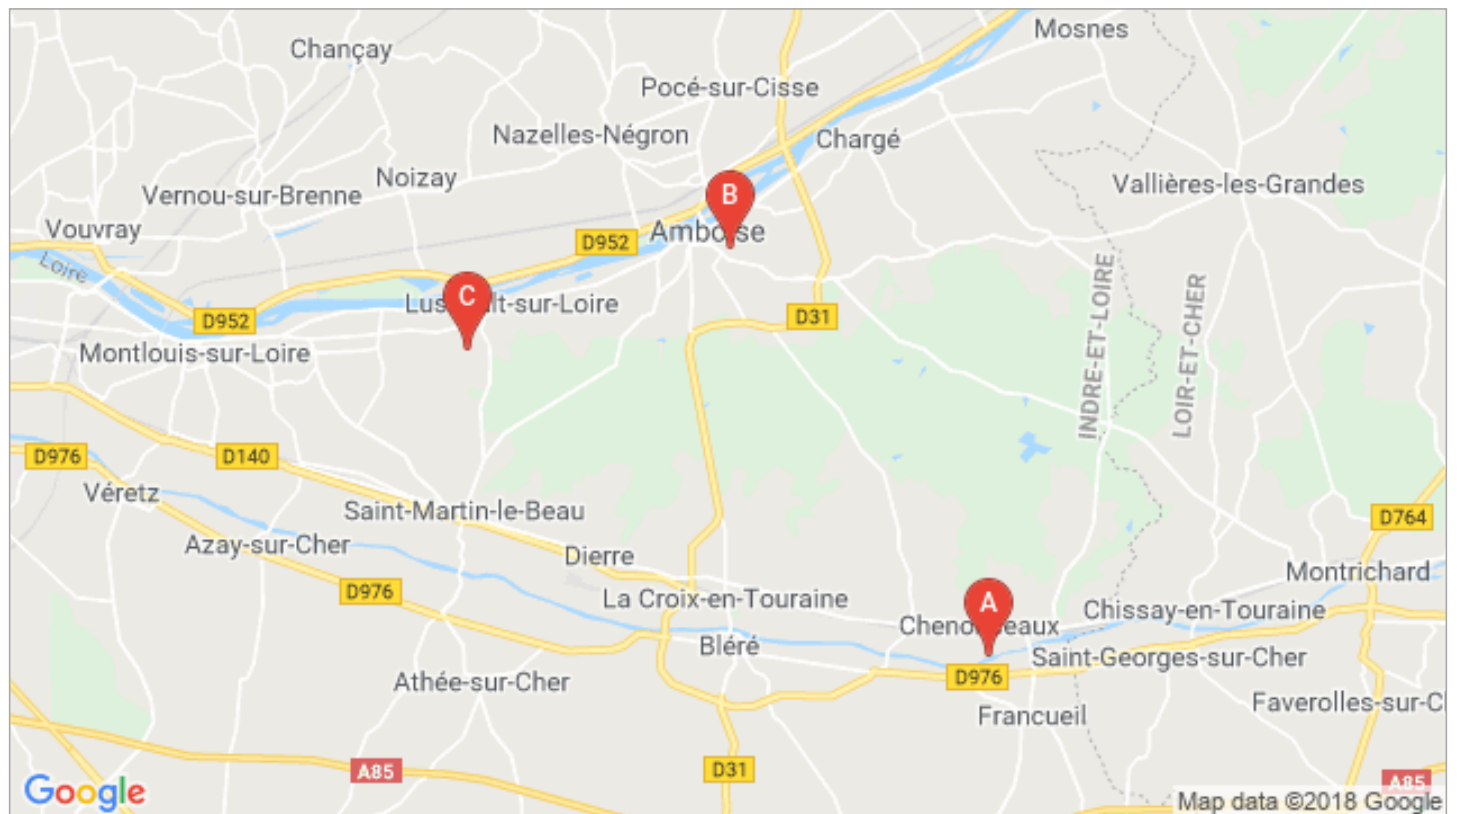 Mosnes
Chançay
Pocé-sur-Cisse
Nazelles-Négron
Chargé
Noizay
Vallières-les-Grandes
Vernou-sur-Brenne
B
Vouvray
Amboise
D952
Loire
C
Lussault-sur-Loire
D31
D952
INDRE-ET-LOIRE
LOIR-ET-CHER
Montlouis-sur-Loire
D976
D140
Véretz
Saint-Martin-le-Beau
D764
Azay-sur-Cher
Dierre
Montrichard
D976
La Croix-en-Touraine
A
Chissay-en-Touraine
Chenonceaux
Bléré
Saint-Georges-sur-Cher
D976
Athée-sur-Cher
Faverolles-sur-C
Francueil
A85
D31
A85
Google
Map data ©2018 Google